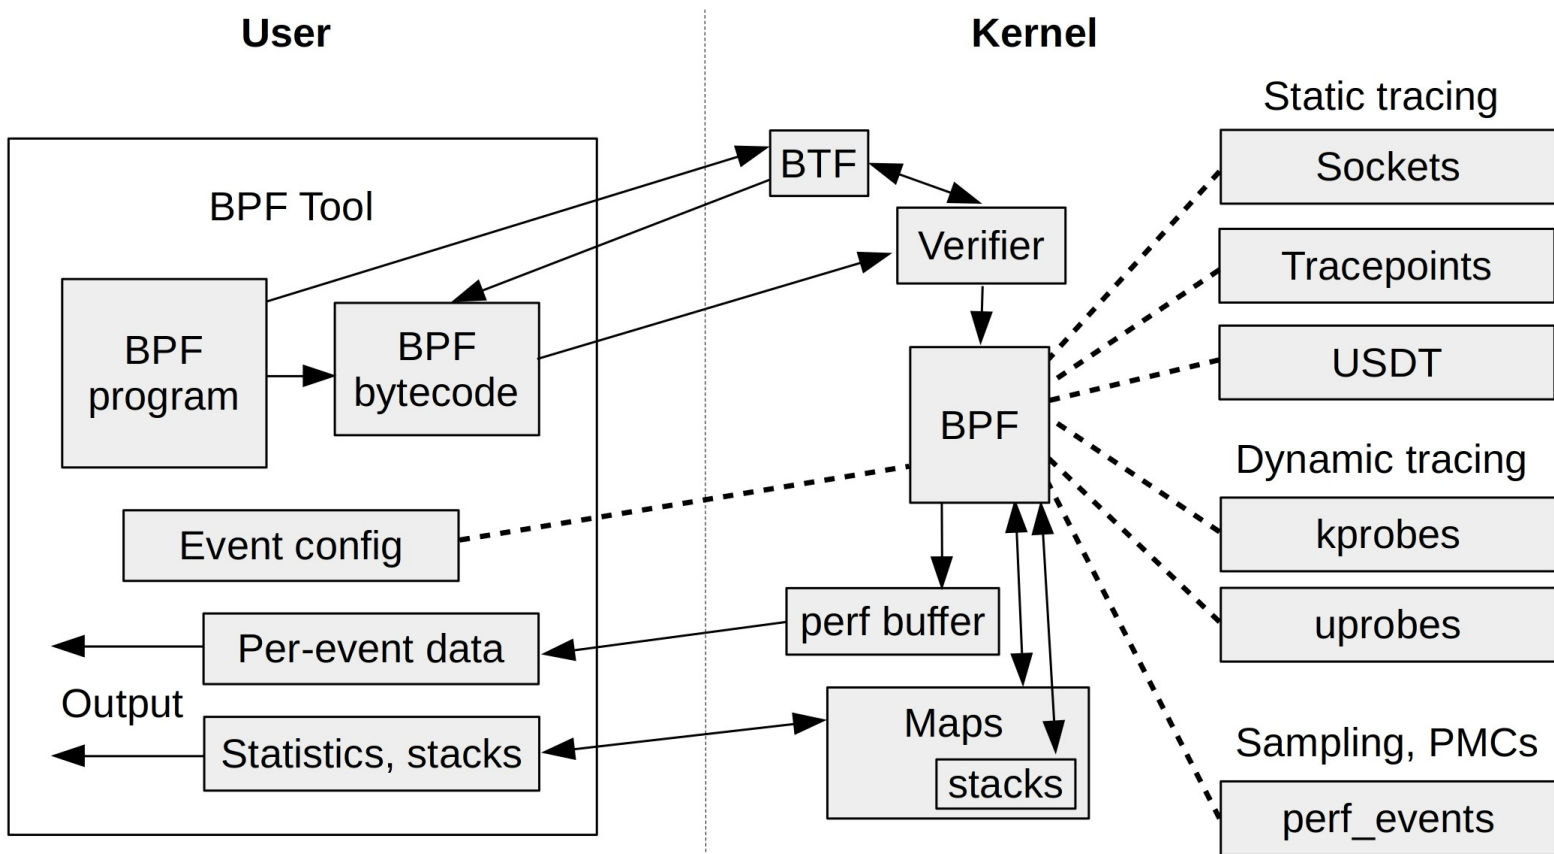 User
Kernel
BPF Tool
BPF
program
BPF
bytecode
Event config
Per-event data
Output
Statistics, stacks
BTF
Verifier
BPF
perf buffer
Maps
stacks
Static tracing
Sockets
Tracepoints
USDT
Dynamic tracing
kprobes
uprobes
Sampling, PMCs
perf_events